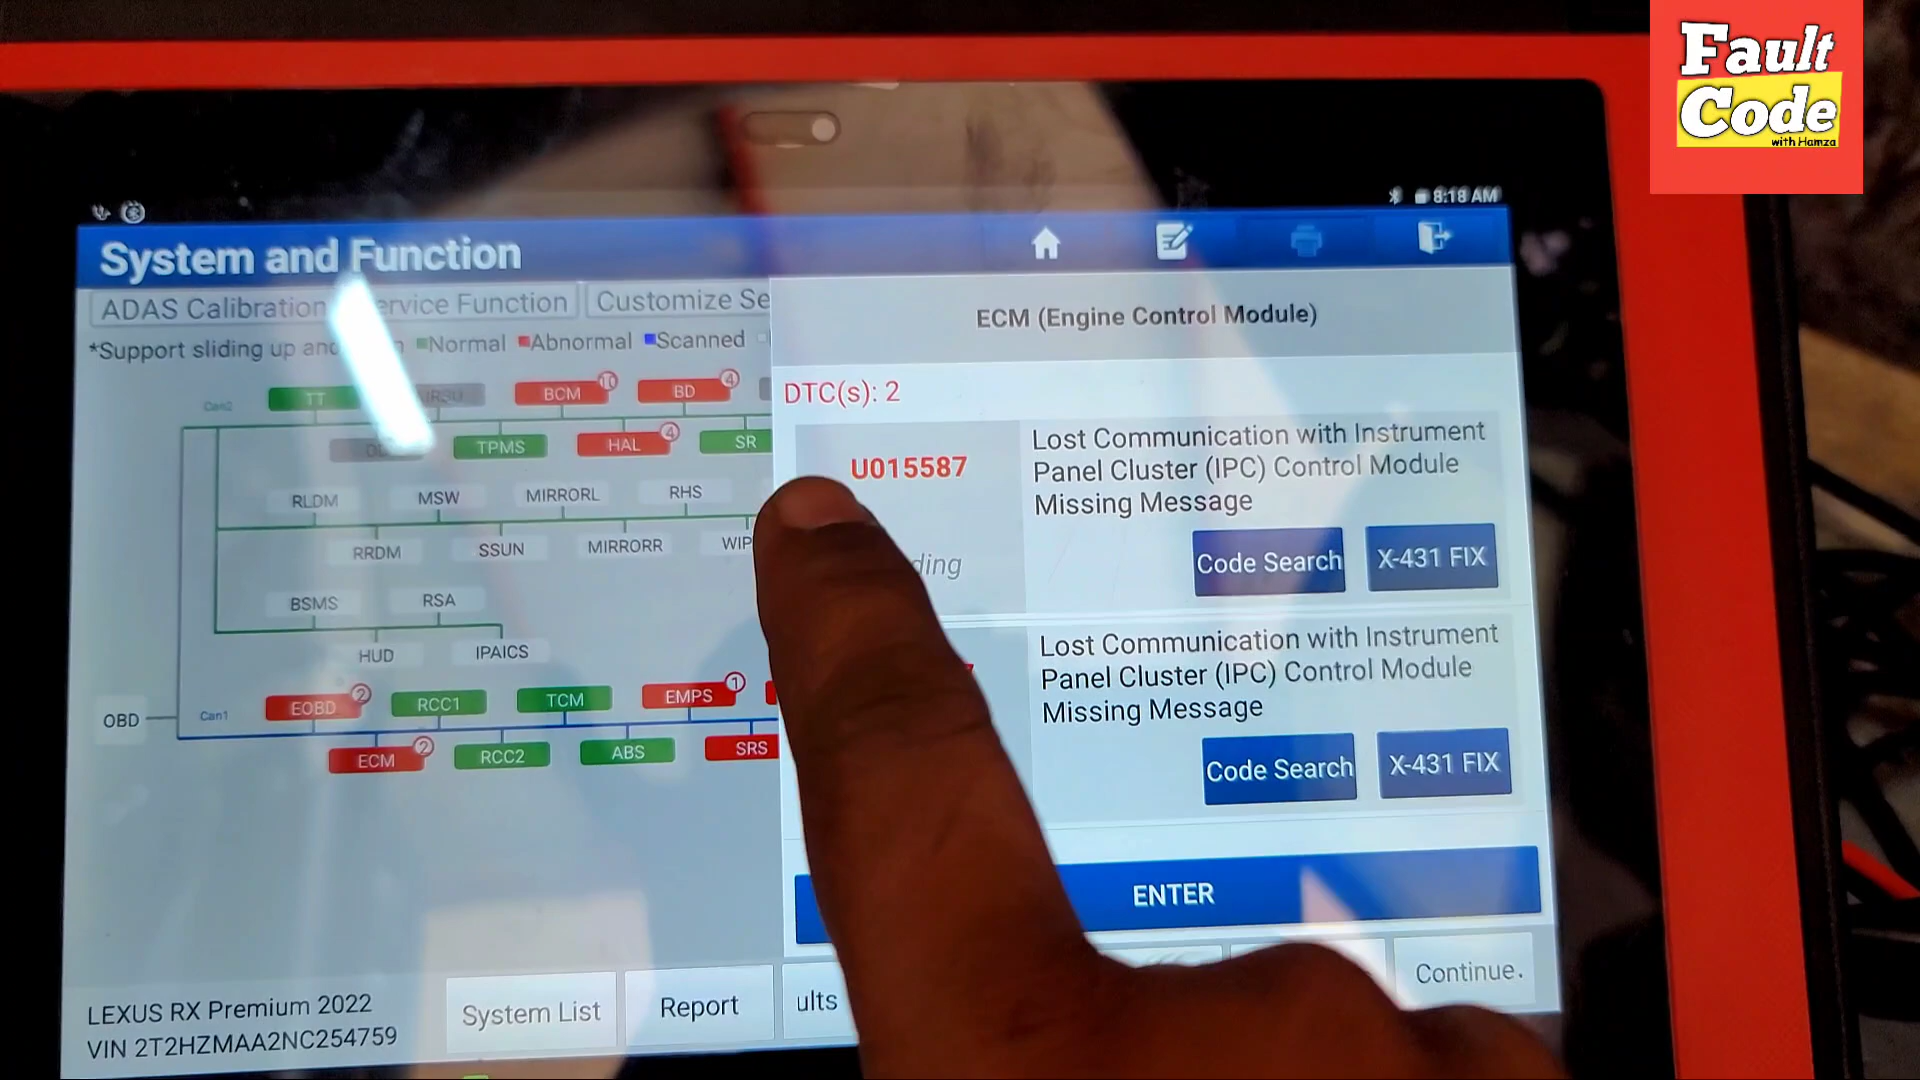 Fault
Code
with Hamza
8:18 AM
System and Function
ADAS Calibration
ervice Function
Customize Se
*Support sliding up and
Normal
Abnormal
Scanned
ECM (Engine Control Module)
DTC(s): 2
Can2
TT
BCM
10
BD
4
TPMS
HAL
4
SR
U015587
Lost Communication with Instrument
Panel Cluster (IPC) Control Module
Missing Message
ding
Code Search
X-431 FIX
RLDM
MSW
MIRRORL
RHS
RRDM
SSUN
MIRRORR
WIP
BSMS
RSA
HUD
IPAICS
Lost Communication with Instrument
Panel Cluster (IPC) Control Module
Missing Message
7
Code Search
X-431 FIX
OBD
Can1
EOBD
2
RCC1
TCM
EMPS
1
ECM
2
RCC2
ABS
SRS
ENTER
LEXUS RX Premium 2022
VIN 2T2HZMAA2NC254759
System List
Report
ults
Continue.